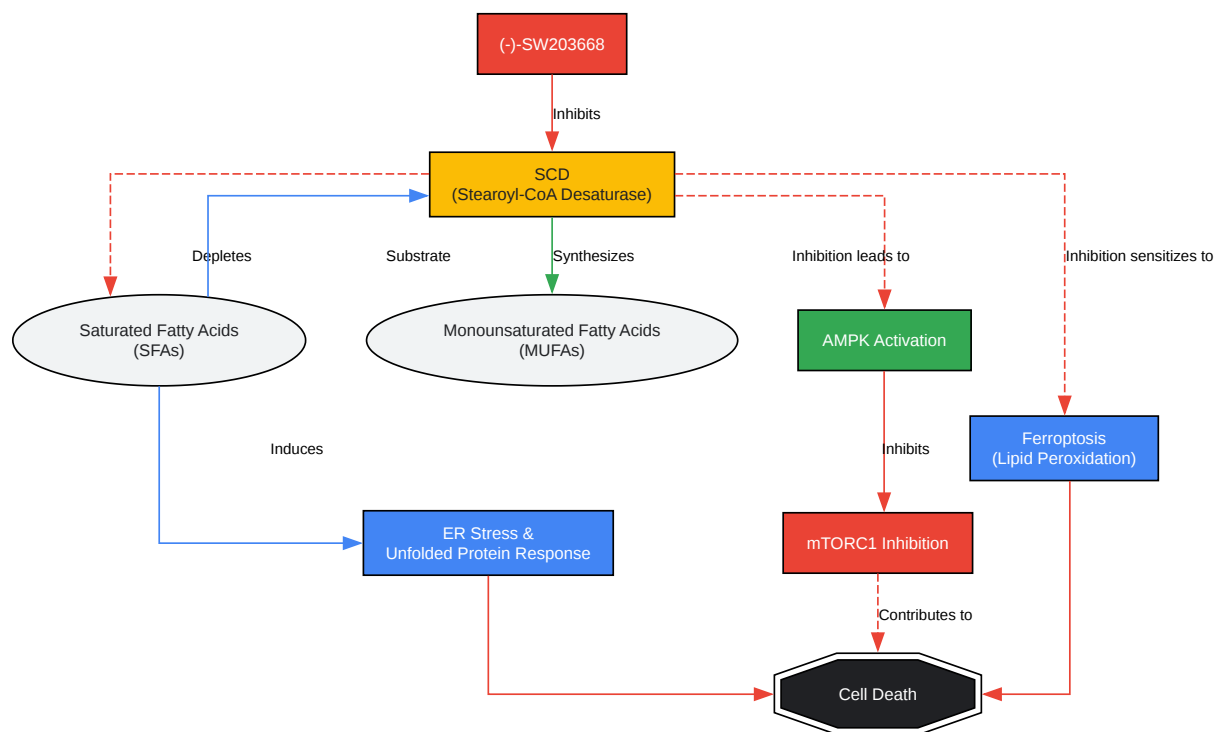 (-)-SW203668
Inhibits
SCD
(Stearoyl-CoA Desaturase)
Depletes
Substrate
Synthesizes
Inhibition leads to
Inhibition sensitizes to
Saturated Fatty Acids
(SFAs)
Monounsaturated Fatty Acids
(MUFAs)
AMPK Activation
Induces
Inhibits
Ferroptosis
(Lipid Peroxidation)
ER Stress &
Unfolded Protein Response
mTORC1 Inhibition
Contributes to
Cell Death